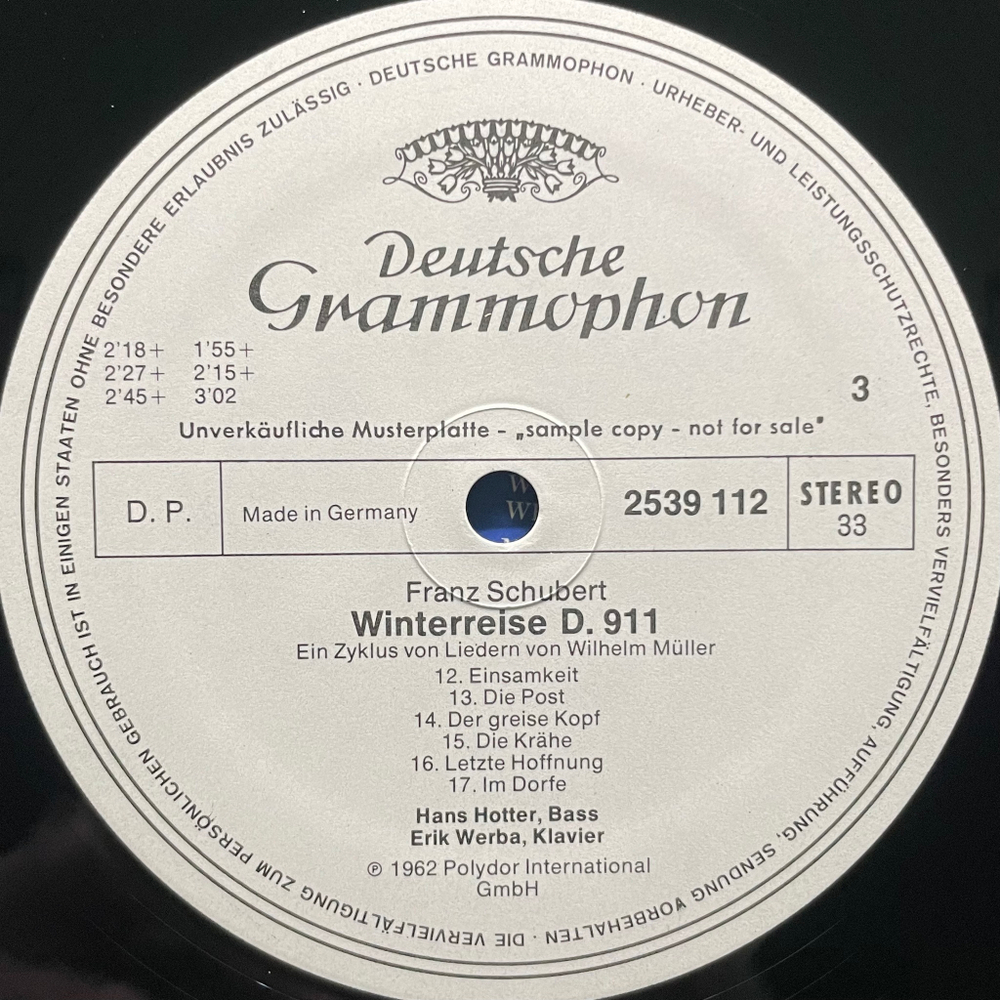 DEUTSCHE GRAMMOPHON · URHEBER- UND LEISTUNGSSCHUTZRECHTE, BESONDERS VERVIELFÄLTIGUNG, AUFFÜHRUNG, SENDUNG VORBEHALTEN · DIE VERVIELFÄLTIGUNG ZUM PERSÖNLICHEN GEBRAUCH IST IN EINIGEN STAATEN OHNE BESONDERE ERLAUBNIS ZULÄSSIG ·
Deutsche
Grammophon
2'18+ 1'55+
2'27+ 2'15+
2'45+ 3'02
3
Unverkäufliche Musterplatte - „sample copy - not for sale"
D. P.
Made in Germany
2539 112
STEREO
33
Franz Schubert
Winterreise D. 911
Ein Zyklus von Liedern von Wilhelm Müller
12. Einsamkeit
13. Die Post
14. Der greise Kopf
15. Die Krähe
16. Letzte Hoffnung
17. Im Dorfe
Hans Hotter, Bass
Erik Werba, Klavier
℗ 1962 Polydor International
GmbH